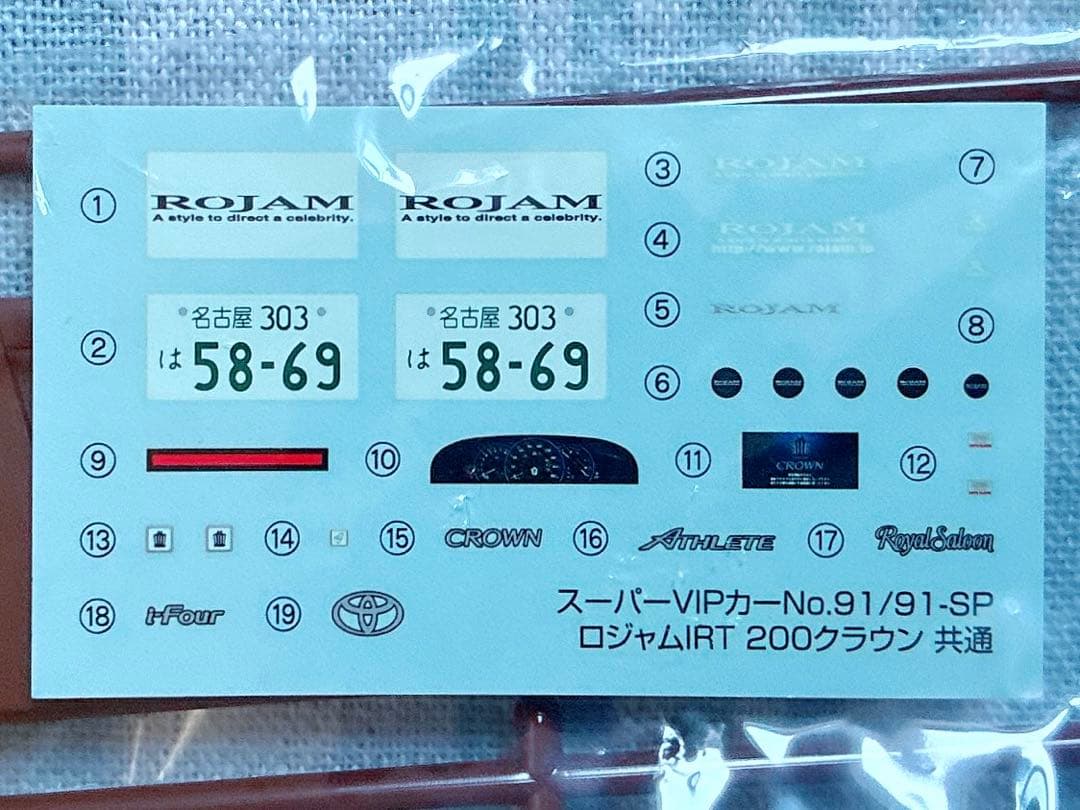 ① ROJAM ROJAM
A style to direct a celebrity. A style to direct a celebrity.
③ ROJAM
⑦
④ ROJAM
http://www.rojam.jp
② 名古屋 303 名古屋 303
は 58-69 は 58-69
⑤ ROJAM
⑧
⑥
⑨ ⑩ ⑪ CROWN ⑫
⑬ ⑭ ⑮ CROWN ⑯ ATHLETE ⑰ Royal Saloon
⑱ i-Four ⑲
スーパーVIPカーNo.91/91-SP
ロジャムIRT 200クラウン 共通